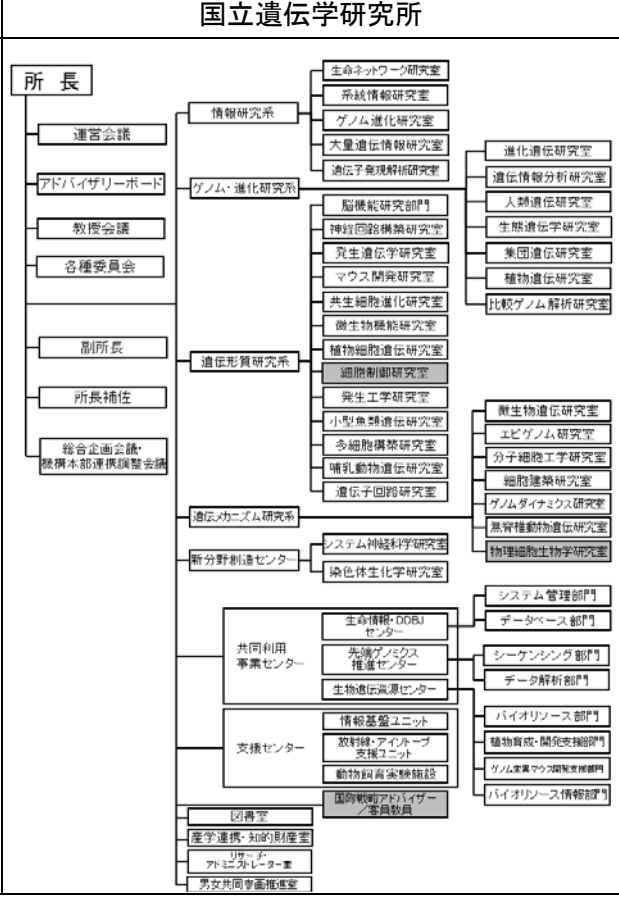 国立遺伝学研究所
所 長
運営会議
アドバイザリーボード
教授会議
各種委員会
副所長
所長補佐
総合企画会議・
機構本部連携調整会議
情報研究系
生命ネットワーク研究室
系統情報研究室
ゲノム進化研究室
大量遺伝情報研究室
遺伝子発現解析研究室
ゲノム・進化研究系
進化遺伝研究室
遺伝情報分析研究室
人類遺伝研究室
生態遺伝学研究室
集団遺伝研究室
植物遺伝研究室
比較ゲノム解析研究室
遺伝形質研究系
脳機能研究部門
神経回路構築研究室
発生遺伝学研究室
マウス開発研究室
共生細胞進化研究室
微生物機能研究室
植物細胞遺伝研究室
細胞制御研究室
発生工学研究室
小型魚類遺伝研究室
多細胞構築研究室
哺乳動物遺伝研究室
遺伝子回路研究室
遺伝メカニズム研究系
微生物遺伝研究室
エピゲノム研究室
分子細胞工学研究室
細胞建築研究室
ゲノムダイナミクス研究室
無脊椎動物遺伝研究室
物理細胞生物学研究室
新分野創造センター
システム神経科学研究室
染色体生化学研究室
共同利用
事業センター
生命情報・DDBJ
センター
システム管理部門
データベース部門
先端ゲノミクス
推進センター
シーケンシング部門
データ解析部門
生物遺伝資源センター
バイオリソース部門
植物育成・開発支援部門
ゲノム変異マウス開発支援部門
バイオリソース情報部門
支援センター
情報基盤ユニット
放射線・アイソトープ
支援ユニット
動物飼育実験施設
国際戦略アドバイザー
／客員教員
図書室
産学連携・知的財産室
リサーチ・
アドミニストレーター室
男女共同参画推進室